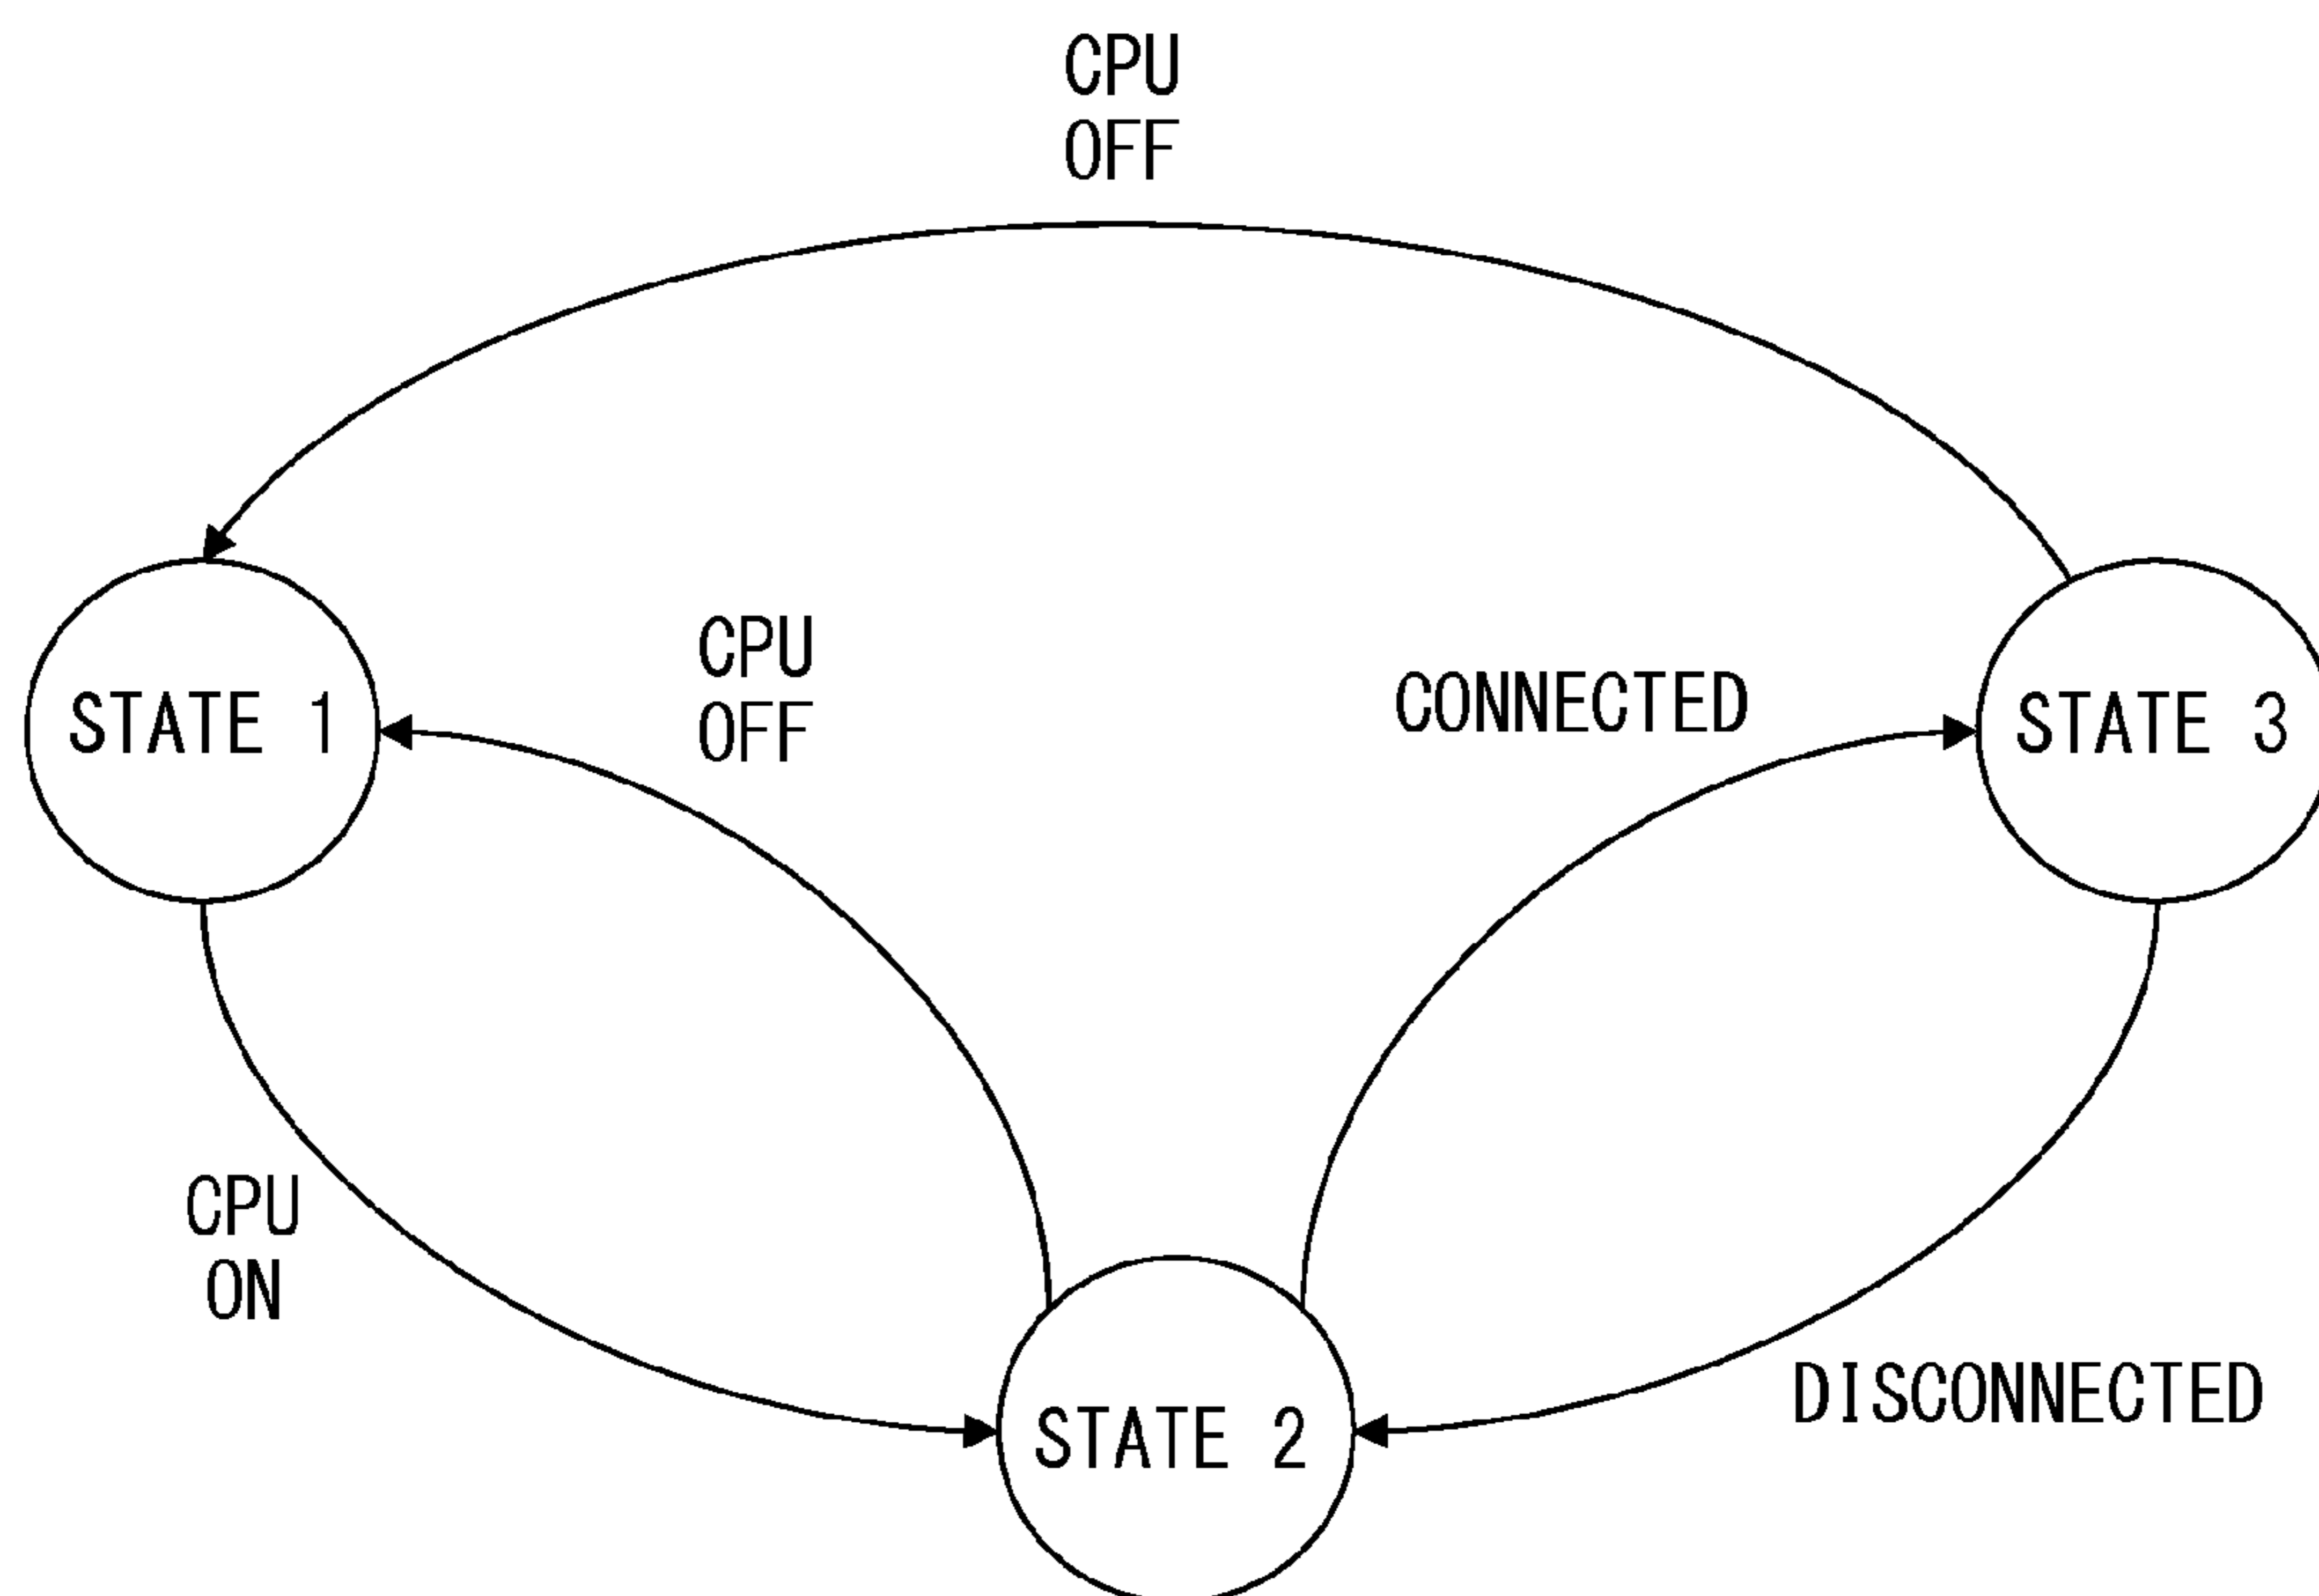 CPU
OFF
CPU
OFF
CONNECTED
STATE 1
STATE 3
CPU
ON
DISCONNECTED
STATE 2